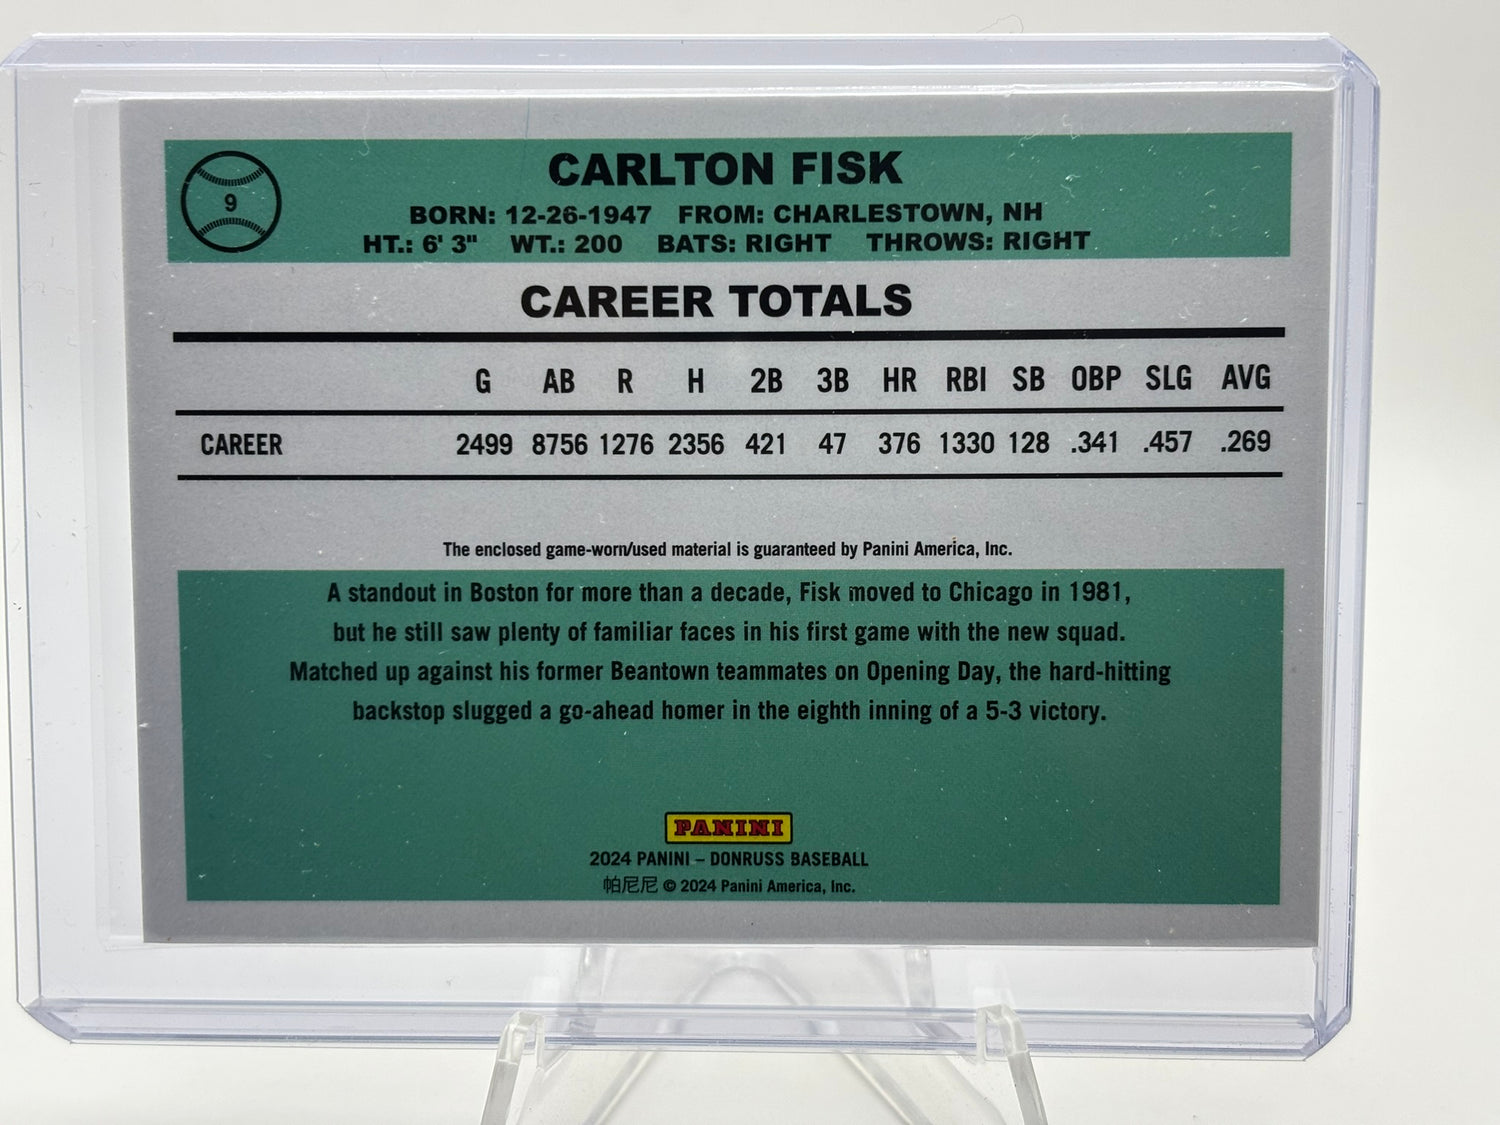 9
CARLTON FISK
BORN: 12-26-1947 FROM: CHARLESTOWN, NH
HT.: 6' 3" WT.: 200 BATS: RIGHT THROWS: RIGHT
CAREER TOTALS
G AB R H 2B 3B HR RBI SB OBP SLG AVG
CAREER 2499 8756 1276 2356 421 47 376 1330 128 .341 .457 .269
The enclosed game-worn/used material is guaranteed by Panini America, Inc.
A standout in Boston for more than a decade, Fisk moved to Chicago in 1981,
but he still saw plenty of familiar faces in his first game with the new squad.
Matched up against his former Beantown teammates on Opening Day, the hard-hitting
backstop slugged a go-ahead homer in the eighth inning of a 5-3 victory.
PANINI
2024 PANINI – DONRUSS BASEBALL
帕尼尼 © 2024 Panini America, Inc.